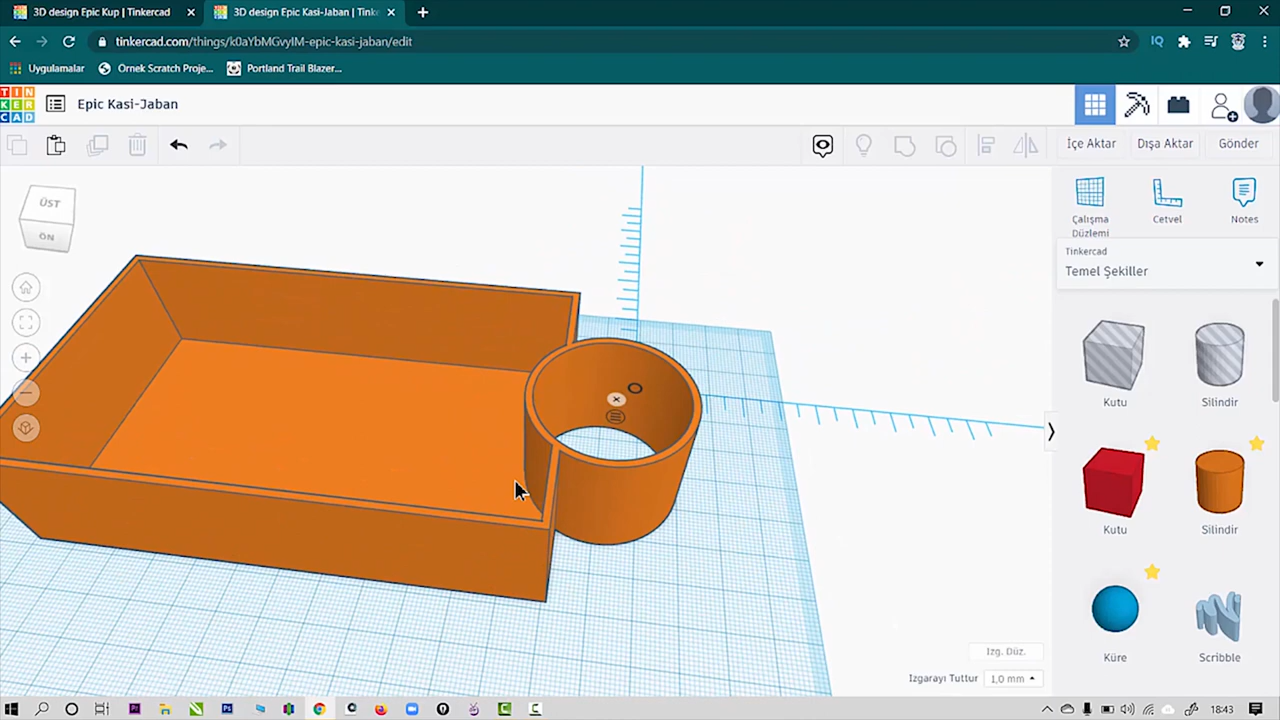 3D design Epic Kup | Tinkercad
3D design Epic Kasi-Jaban | Tink
tinkercad.com/things/k0aYbMGvyIM-epic-kasi-jaban/edit
IQ
Uygulamalar
Örnek Scratch Proje...
Portland Trail Blazer...
TIN
KER
CAD
Epic Kasi-Jaban
İçe Aktar
Dışa Aktar
Gönder
ÜST
ÖN
Çalışma Düzlemi
Cetvel
Notes
Tinkercad
Temel Şekiller
Kutu
Silindir
Kutu
Silindir
Küre
Scribble
Izg. Düz.
Izgarayı Tuttur
1,0 mm
18:43